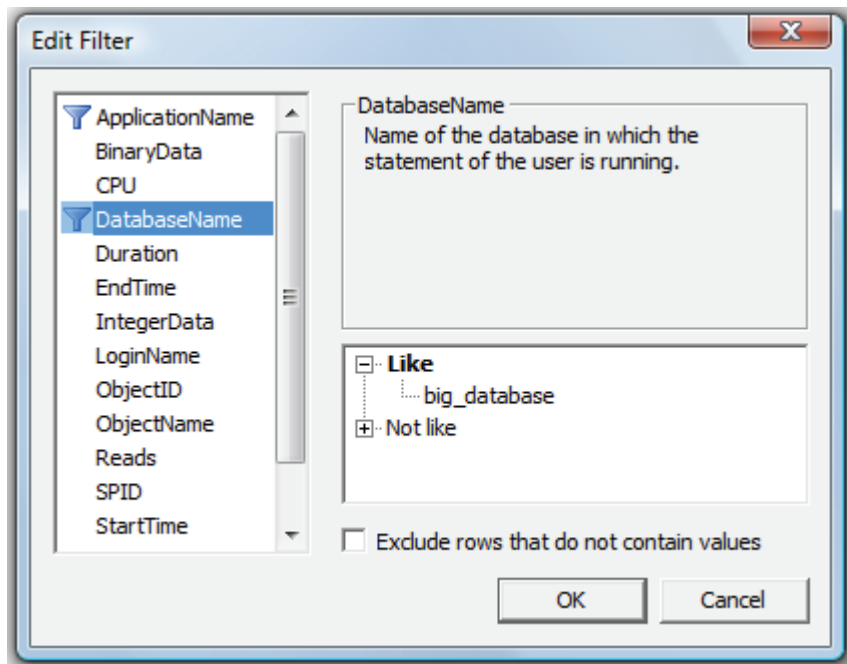 Edit Filter
ApplicationName
BinaryData
CPU
DatabaseName
Duration
EndTime
IntegerData
LoginName
ObjectID
ObjectName
Reads
SPID
StartTime
DatabaseName
Name of the database in which the
statement of the user is running.
Like
big_database
Not like
Exclude rows that do not contain values
OK
Cancel